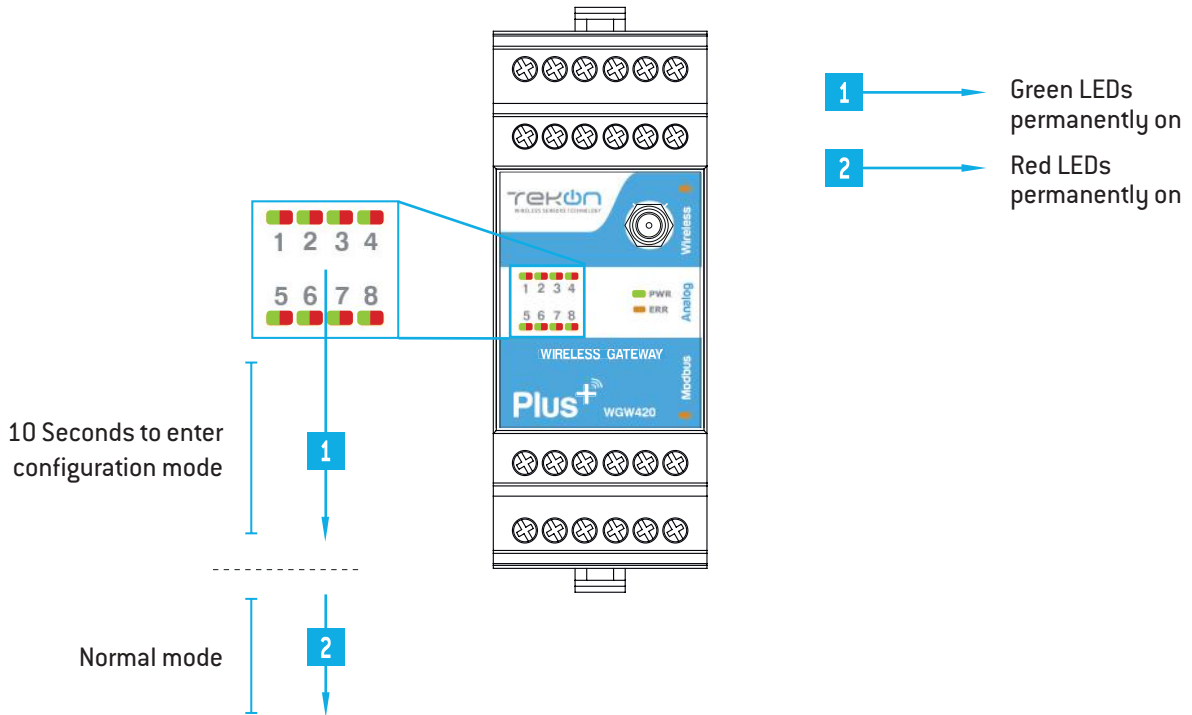 1
Green LEDs
permanently on
2
Red LEDs
permanently on
TEKON
WIRELESS SENSORS TECHNOLOGY
Wireless
1 2 3 4
5 6 7 8
1 2 3 4
5 6 7 8
PWR
ERR
Analog
WIRELESS GATEWAY
Modbus
Plus+
WGW420
10 Seconds to enter
configuration mode
1
Normal mode
2